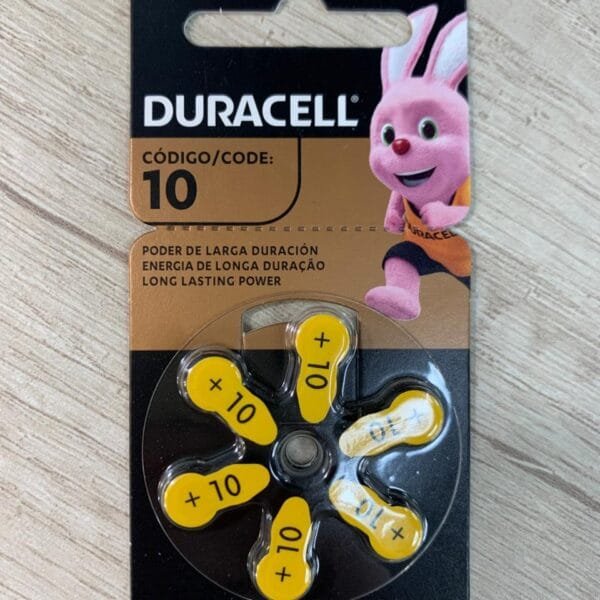 DURACELL®
CÓDIGO/CODE:
10
DURACELL
PODER DE LARGA DURACIÓN
ENERGIA DE LONGA DURAÇÃO
LONG LASTING POWER
+ 10
+ 10
+ 10
+ 10
+ 10
+ 10